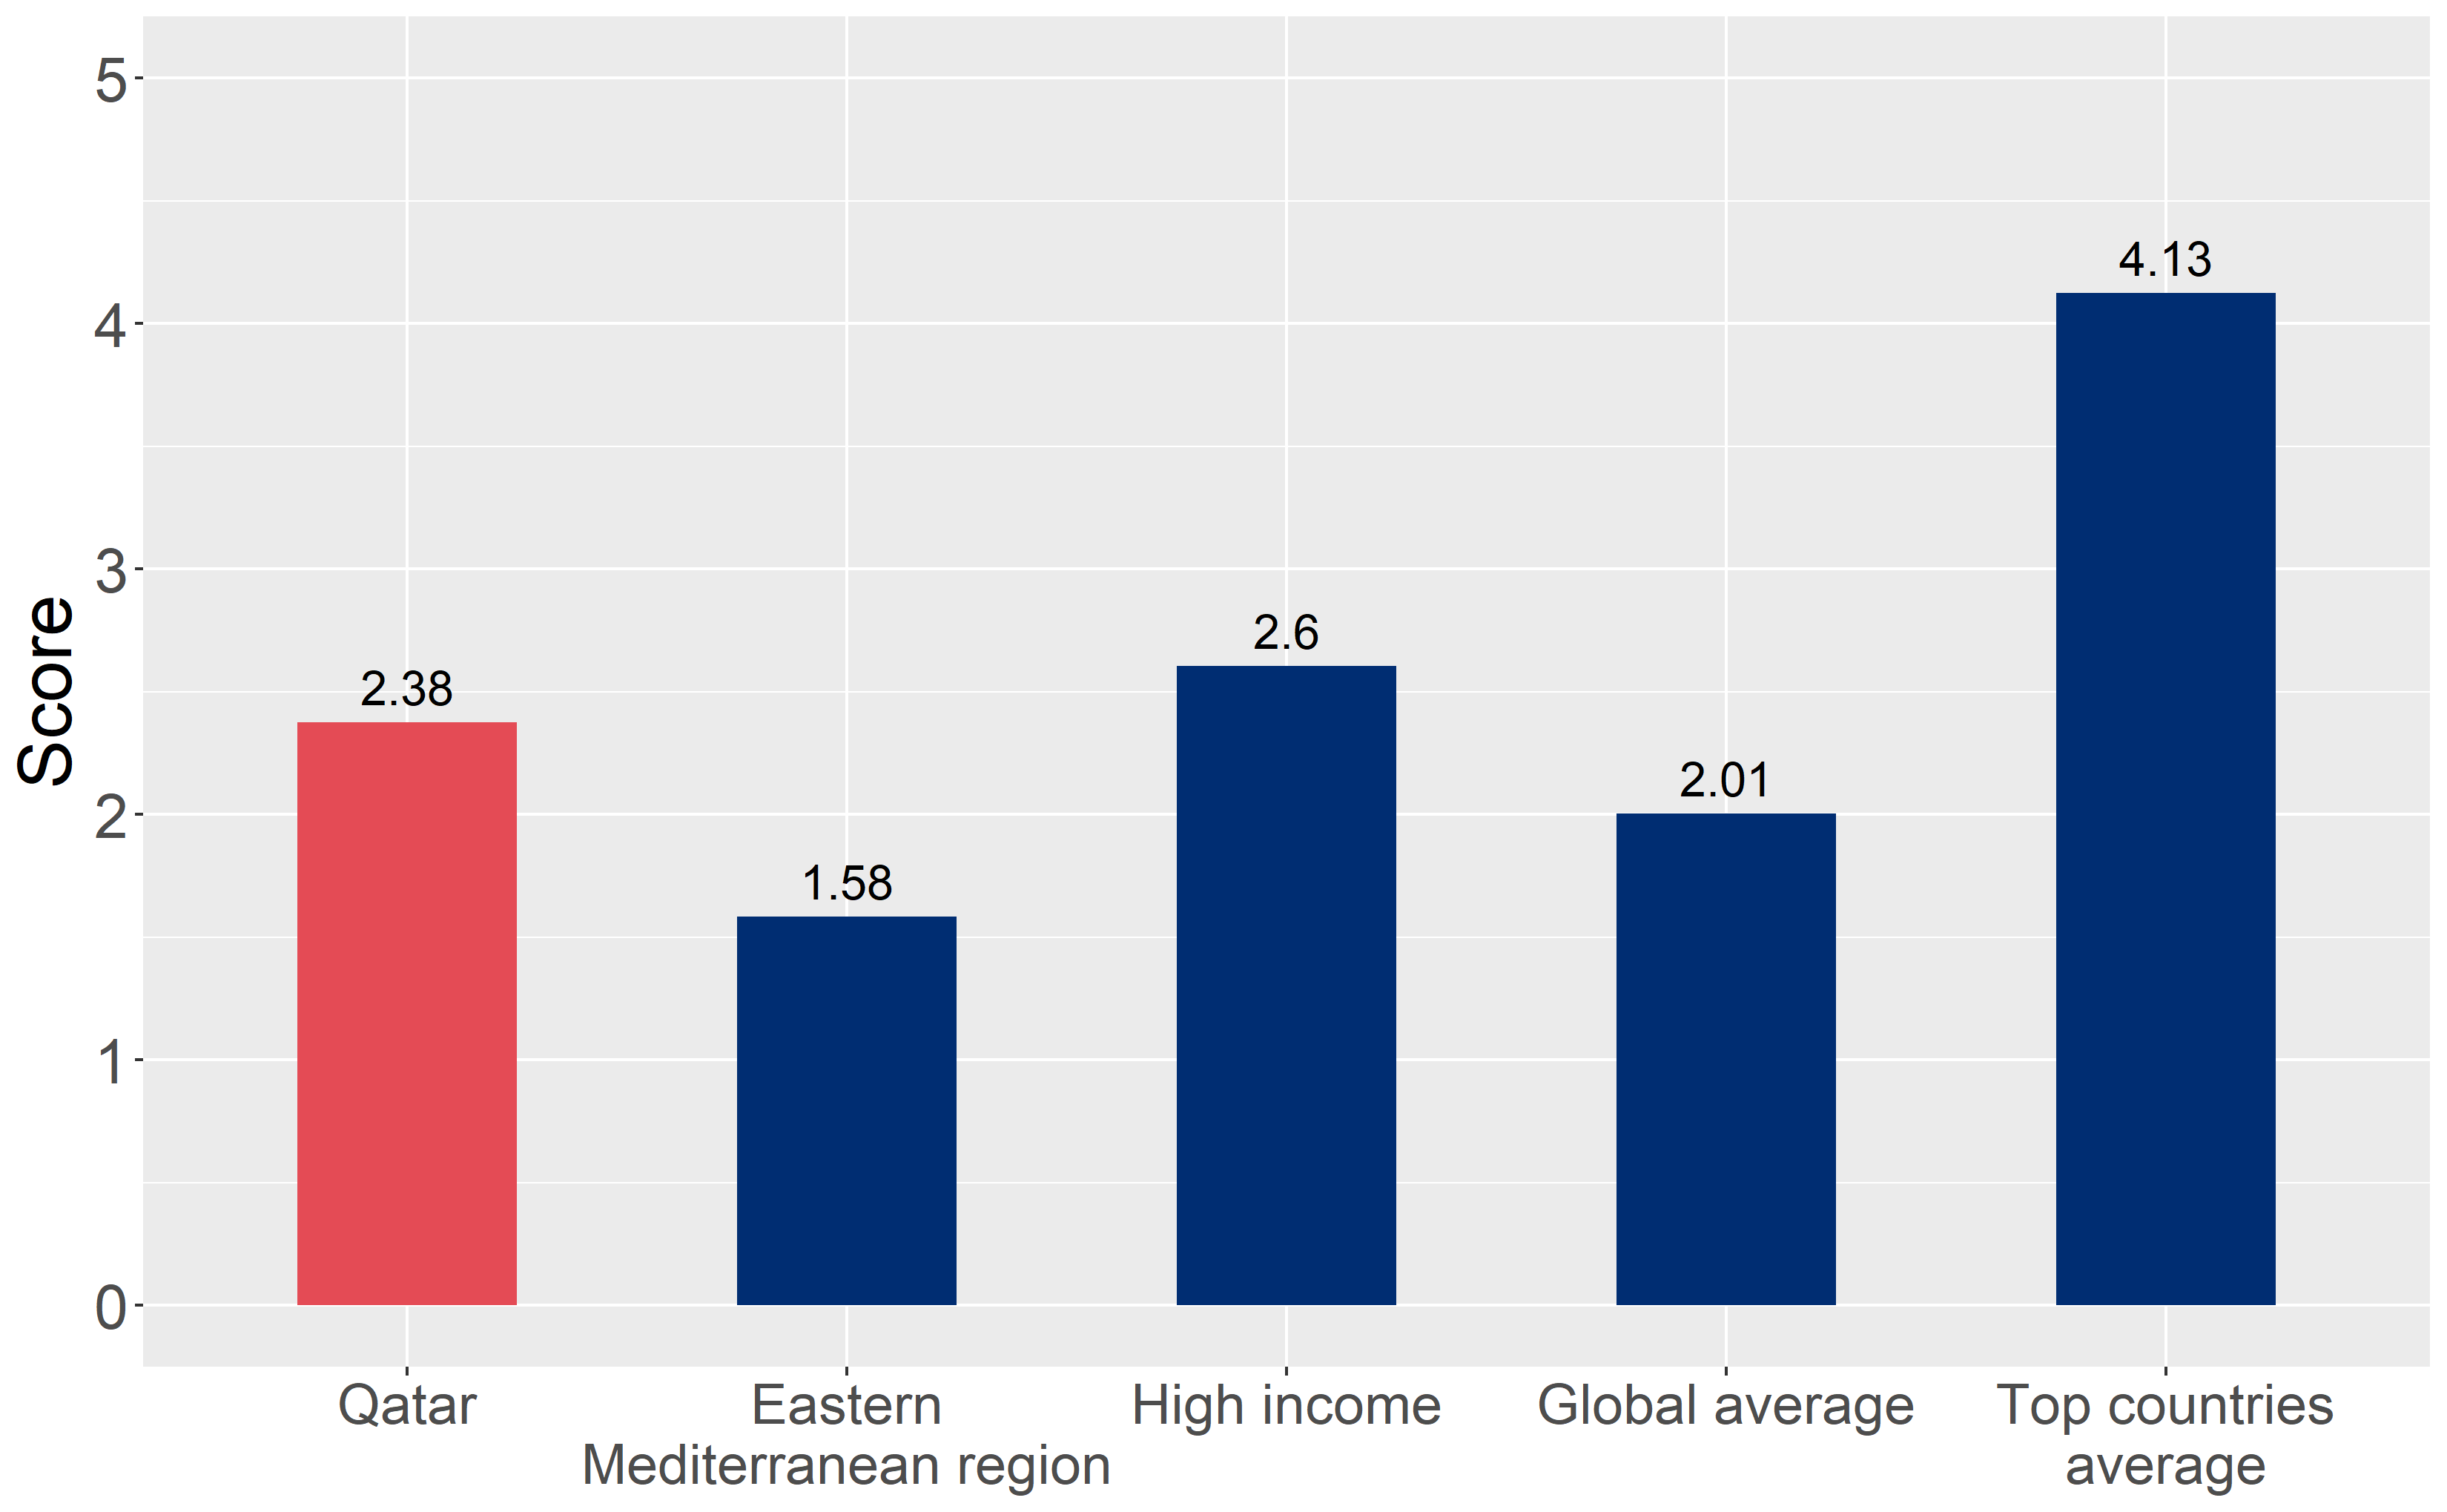 Score
5
4
3
2
1
0
2.38
1.58
2.6
2.01
4.13
Qatar
Eastern
Mediterranean region
High income
Global average
Top countries
average